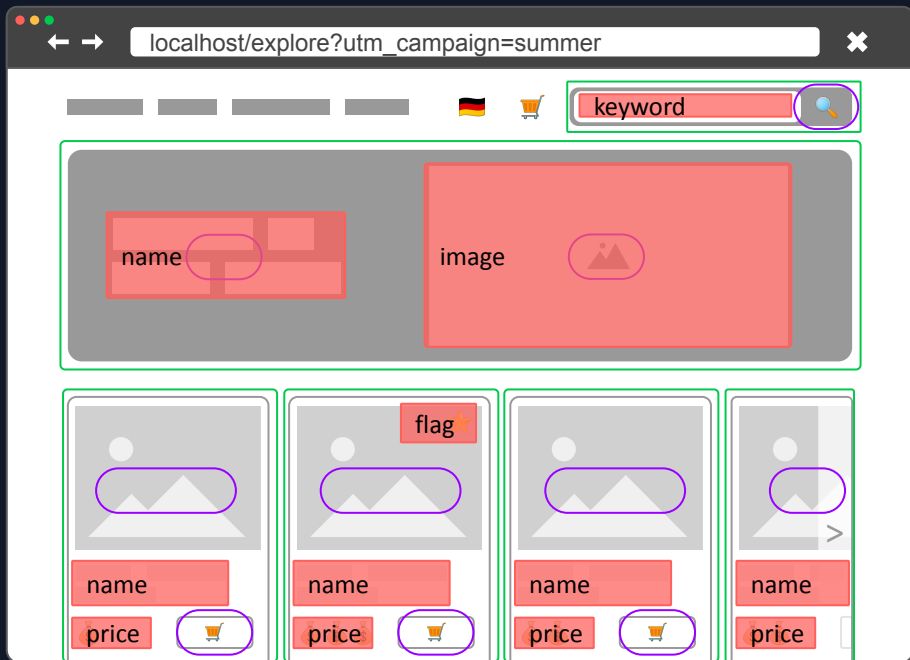 localhost/explore?utm_campaign=summer
keyword
name
image
flag
name
name
name
name
price
price
price
price